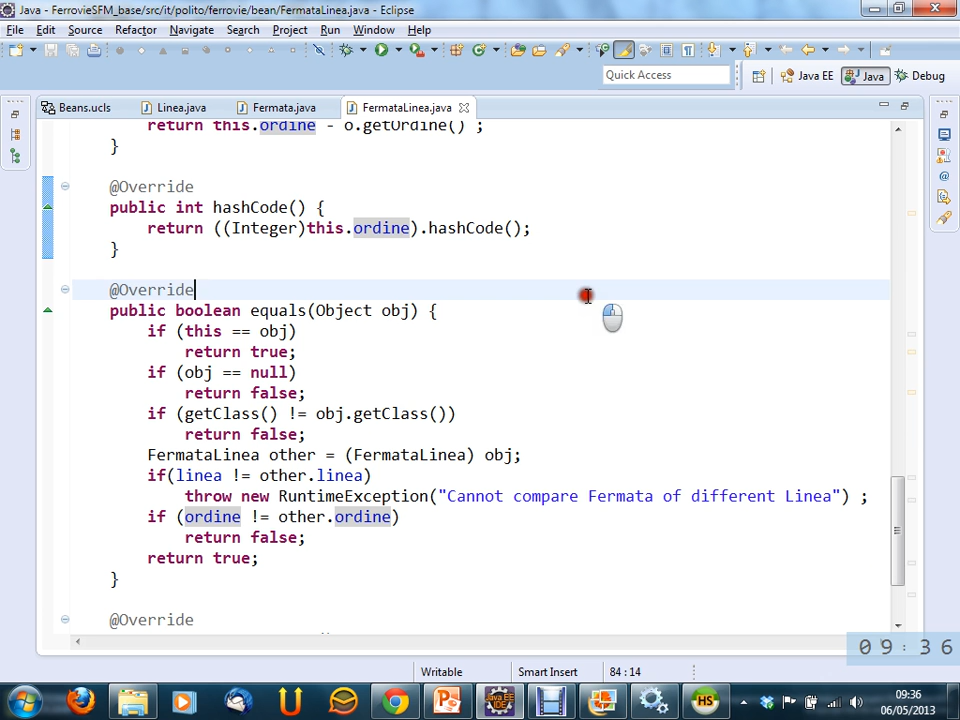 Java - FerrovieSFM_base/src/it/polito/ferrovie/bean/FermataLinea.java - Eclipse
File Edit Source Refactor Navigate Search Project Run Window Help
Quick Access
Java EE Java Debug
Beans.ucls Linea.java Fermata.java FermataLinea.java
return this.ordine - o.getOrdine() ;
}
@Override
public int hashCode() {
return ((Integer)this.ordine).hashCode();
}
@Override
public boolean equals(Object obj) {
if (this == obj)
return true;
if (obj == null)
return false;
if (getClass() != obj.getClass())
return false;
FermataLinea other = (FermataLinea) obj;
if(linea != other.linea)
throw new RuntimeException("Cannot compare Fermata of different Linea") ;
if (ordine != other.ordine)
return false;
return true;
}
@Override
09:36
Writable Smart Insert 84 : 14
09:36
06/05/2013